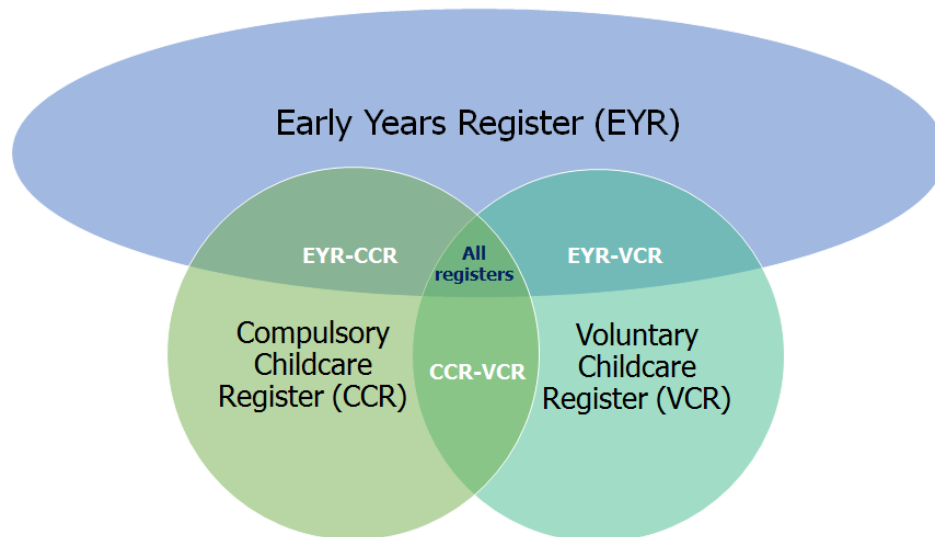 Early Years Register (EYR)
EYR-CCR
All
registers
EYR-VCR
Compulsory
Childcare
Register (CCR)
CCR-VCR
Voluntary
Childcare
Register (VCR)